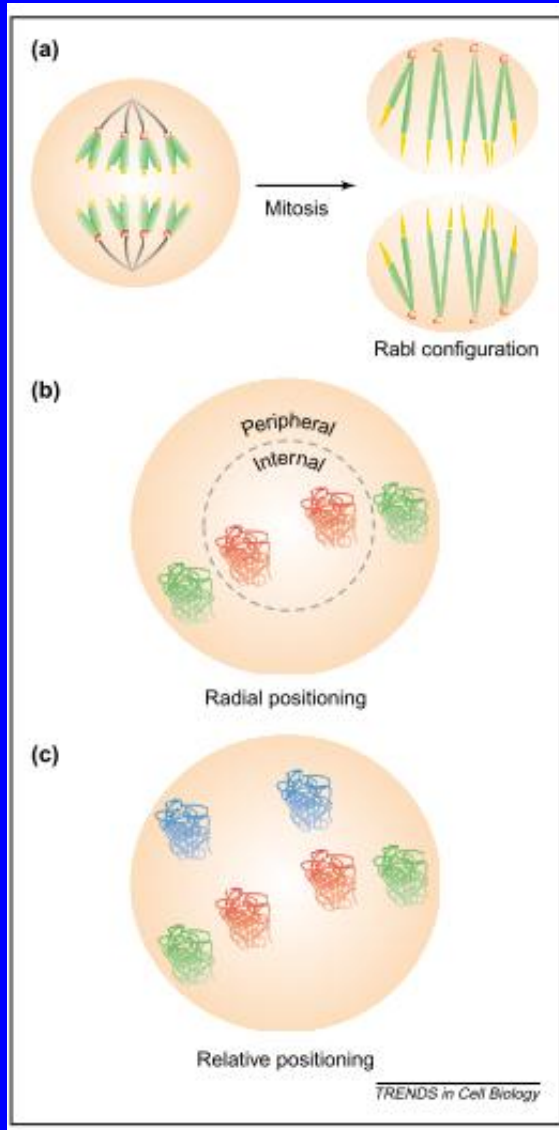 (a)
Mitosis
Rabl configuration
(b)
Peripheral
Internal
Radial positioning
(c)
Relative positioning
TRENDS in Cell Biology